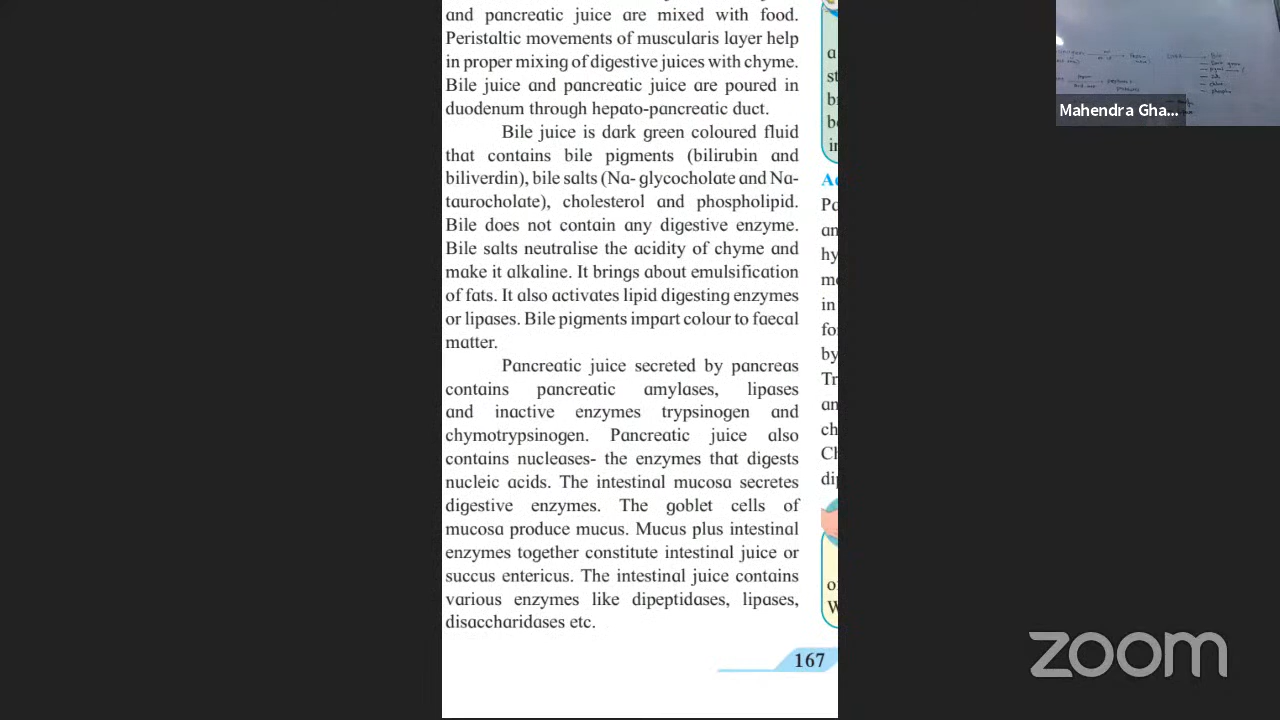 and pancreatic juice are mixed with food.
Peristaltic movements of muscularis layer help
in proper mixing of digestive juices with chyme.
Bile juice and pancreatic juice are poured in
duodenum through hepato-pancreatic duct.
Bile juice is dark green coloured fluid
that contains bile pigments (bilirubin and
biliverdin), bile salts (Na- glycocholate and Na-
taurocholate), cholesterol and phospholipid.
Bile does not contain any digestive enzyme.
Bile salts neutralise the acidity of chyme and
make it alkaline. It brings about emulsification
of fats. It also activates lipid digesting enzymes
or lipases. Bile pigments impart colour to faecal
matter.
Pancreatic juice secreted by pancreas
contains pancreatic amylases, lipases
and inactive enzymes trypsinogen and
chymotrypsinogen. Pancreatic juice also
contains nucleases- the enzymes that digests
nucleic acids. The intestinal mucosa secretes
digestive enzymes. The goblet cells of
mucosa produce mucus. Mucus plus intestinal
enzymes together constitute intestinal juice or
succus entericus. The intestinal juice contains
various enzymes like dipeptidases, lipases,
disaccharidases etc.
167
Mahendra Gha...
zoom